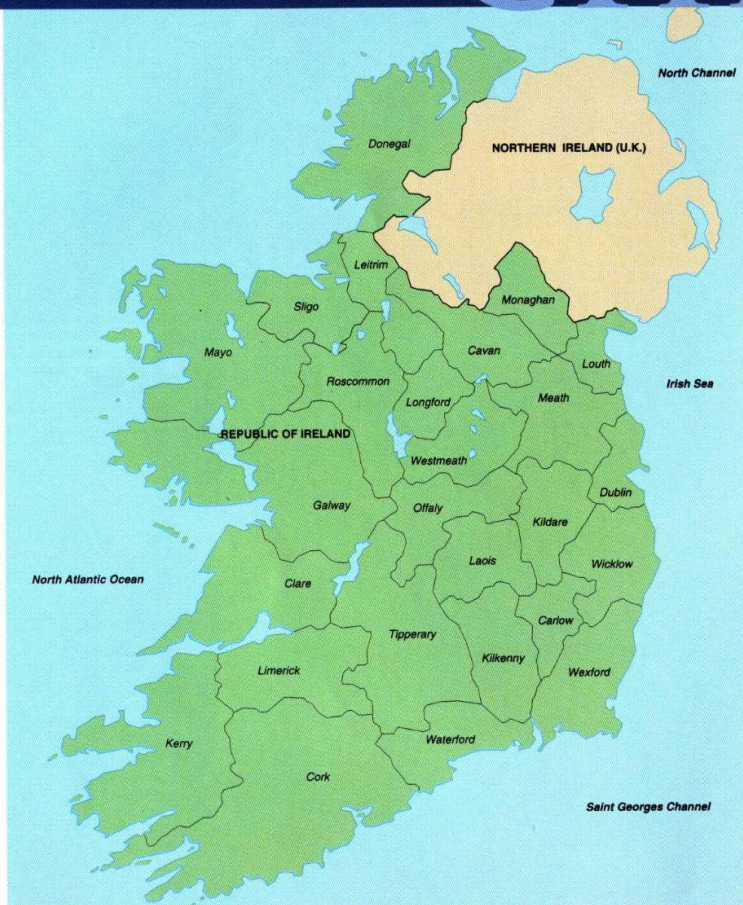 North Channel
Donegal
NORTHERN IRELAND (U.K.)
Leitrim
Monaghan
Sligo
Cavan
Mayo
Louth
Roscommon
Irish Sea
Longford
Meath
REPUBLIC OF IRELAND
Westmeath
Dublin
Galway
Offaly
Kildare
Laois
Wicklow
North Atlantic Ocean
Clare
Carlow
Tipperary
Kilkenny
Limerick
Wexford
Waterford
Kerry
Cork
Saint Georges Channel